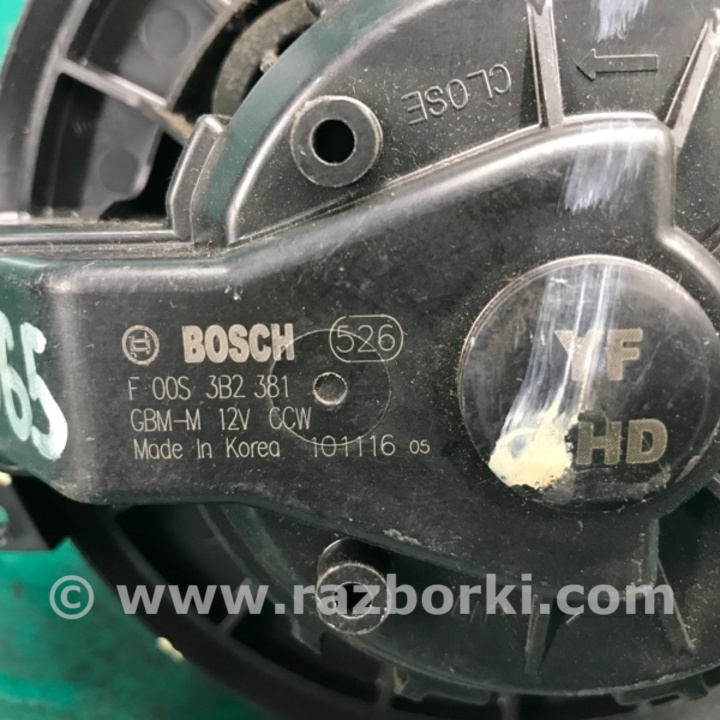 CLOSE
65
BOSCH 526
F 00S 3B2 381
GBM-M 12V CCW
Made In Korea 101116 05
YF
HD
© www.razborki.com